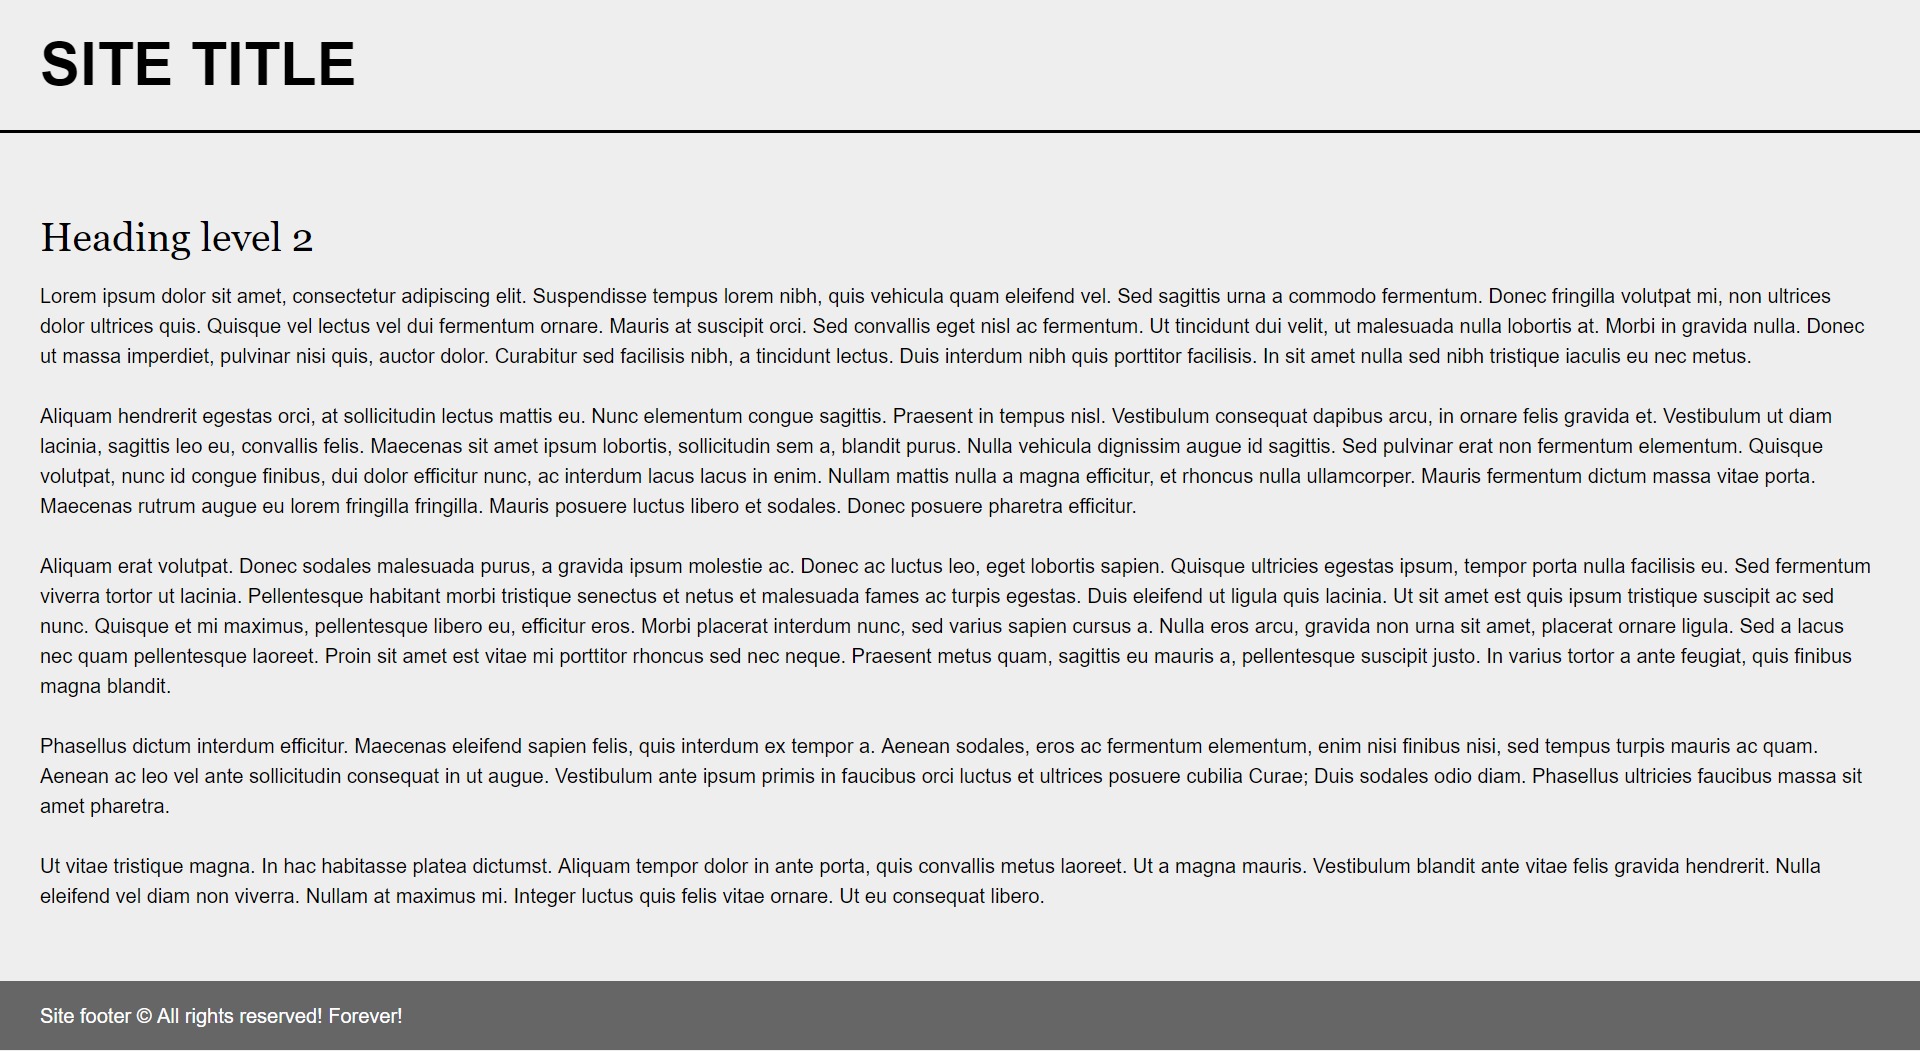 SITE TITLE
Heading level 2
Lorem ipsum dolor sit amet, consectetur adipiscing elit. Suspendisse tempus lorem nibh, quis vehicula quam eleifend vel. Sed sagittis urna a commodo fermentum. Donec fringilla volutpat mi, non ultrices
dolor ultrices quis. Quisque vel lectus vel dui fermentum ornare. Mauris at suscipit orci. Sed convallis eget nisl ac fermentum. Ut tincidunt dui velit, ut malesuada nulla lobortis at. Morbi in gravida nulla. Donec
ut massa imperdiet, pulvinar nisi quis, auctor dolor. Curabitur sed facilisis nibh, a tincidunt lectus. Duis interdum nibh quis porttitor facilisis. In sit amet nulla sed nibh tristique iaculis eu nec metus.
Aliquam hendrerit egestas orci, at sollicitudin lectus mattis eu. Nunc elementum congue sagittis. Praesent in tempus nisl. Vestibulum consequat dapibus arcu, in ornare felis gravida et. Vestibulum ut diam
lacinia, sagittis leo eu, convallis felis. Maecenas sit amet ipsum lobortis, sollicitudin sem a, blandit purus. Nulla vehicula dignissim augue id sagittis. Sed pulvinar erat non fermentum elementum. Quisque
volutpat, nunc id congue finibus, dui dolor efficitur nunc, ac interdum lacus lacus in enim. Nullam mattis nulla a magna efficitur, et rhoncus nulla ullamcorper. Mauris fermentum dictum massa vitae porta.
Maecenas rutrum augue eu lorem fringilla fringilla. Mauris posuere luctus libero et sodales. Donec posuere pharetra efficitur.
Aliquam erat volutpat. Donec sodales malesuada purus, a gravida ipsum molestie ac. Donec ac luctus leo, eget lobortis sapien. Quisque ultricies egestas ipsum, tempor porta nulla facilisis eu. Sed fermentum
viverra tortor ut lacinia. Pellentesque habitant morbi tristique senectus et netus et malesuada fames ac turpis egestas. Duis eleifend ut ligula quis lacinia. Ut sit amet est quis ipsum tristique suscipit ac sed
nunc. Quisque et mi maximus, pellentesque libero eu, efficitur eros. Morbi placerat interdum nunc, sed varius sapien cursus a. Nulla eros arcu, gravida non urna sit amet, placerat ornare ligula. Sed a lacus
nec quam pellentesque laoreet. Proin sit amet est vitae mi porttitor rhoncus sed nec neque. Praesent metus quam, sagittis eu mauris a, pellentesque suscipit justo. In varius tortor a ante feugiat, quis finibus
magna blandit.
Phasellus dictum interdum efficitur. Maecenas eleifend sapien felis, quis interdum ex tempor a. Aenean sodales, eros ac fermentum elementum, enim nisi finibus nisi, sed tempus turpis mauris ac quam.
Aenean ac leo vel ante sollicitudin consequat in ut augue. Vestibulum ante ipsum primis in faucibus orci luctus et ultrices posuere cubilia Curae; Duis sodales odio diam. Phasellus ultricies faucibus massa sit
amet pharetra.
Ut vitae tristique magna. In hac habitasse platea dictumst. Aliquam tempor dolor in ante porta, quis convallis metus laoreet. Ut a magna mauris. Vestibulum blandit ante vitae felis gravida hendrerit. Nulla
eleifend vel diam non viverra. Nullam at maximus mi. Integer luctus quis felis vitae ornare. Ut eu consequat libero.
Site footer © All rights reserved! Forever!